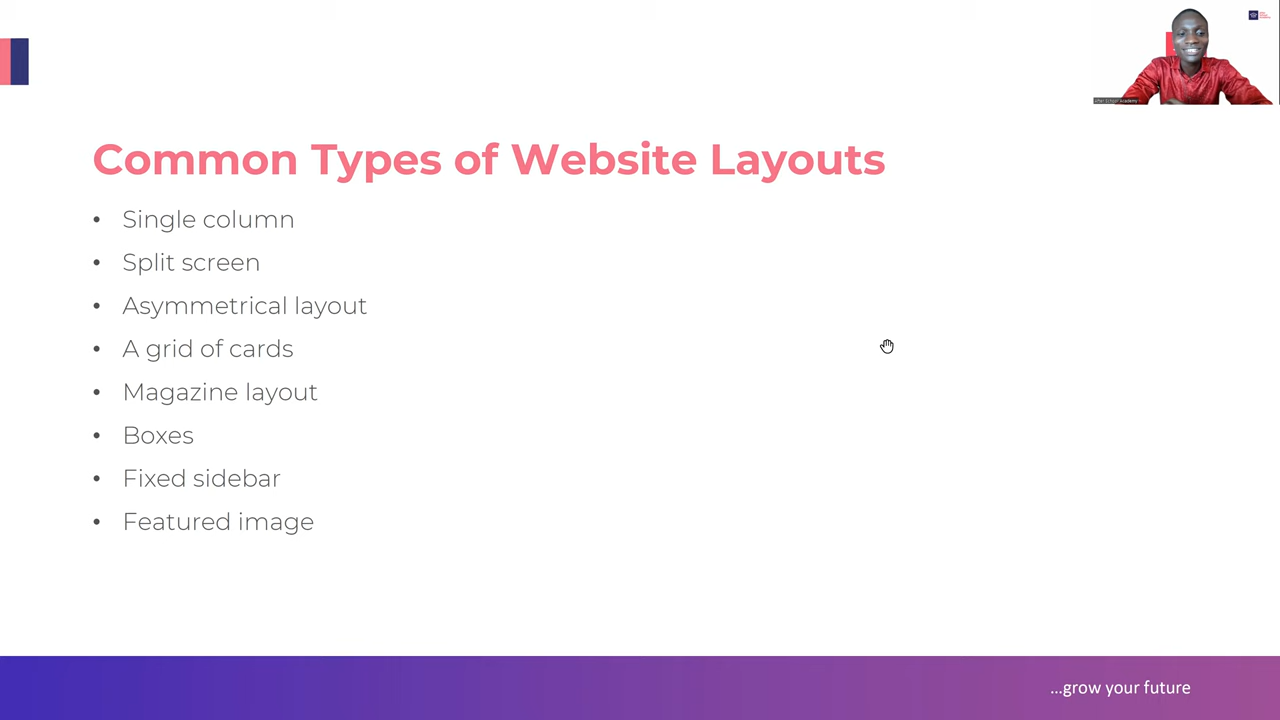 Common Types of Website Layouts
• Single column
• Split screen
• Asymmetrical layout
• A grid of cards
• Magazine layout
• Boxes
• Fixed sidebar
• Featured image
...grow your future